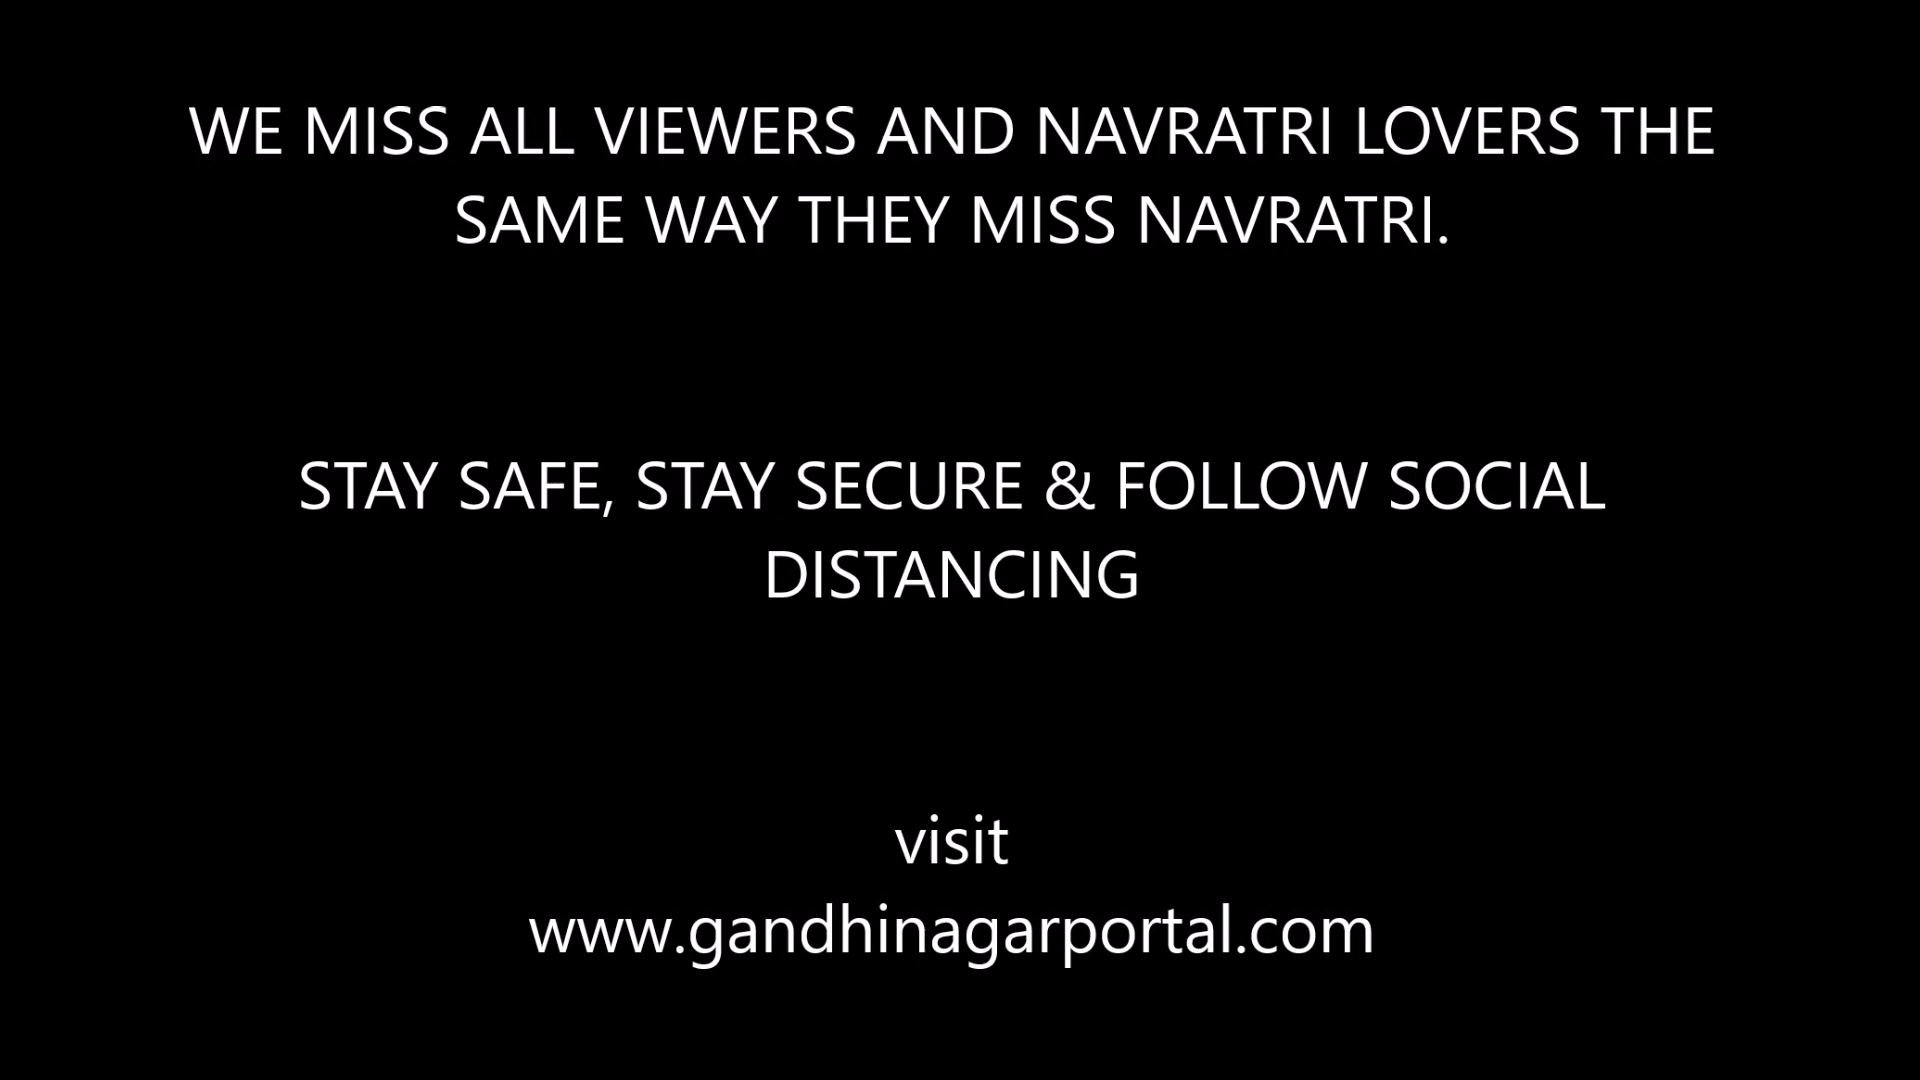 WE MISS ALL VIEWERS AND NAVRATRI LOVERS THE
SAME WAY THEY MISS NAVRATRI.
STAY SAFE, STAY SECURE & FOLLOW SOCIAL
DISTANCING
visit
www.gandhinagarportal.com